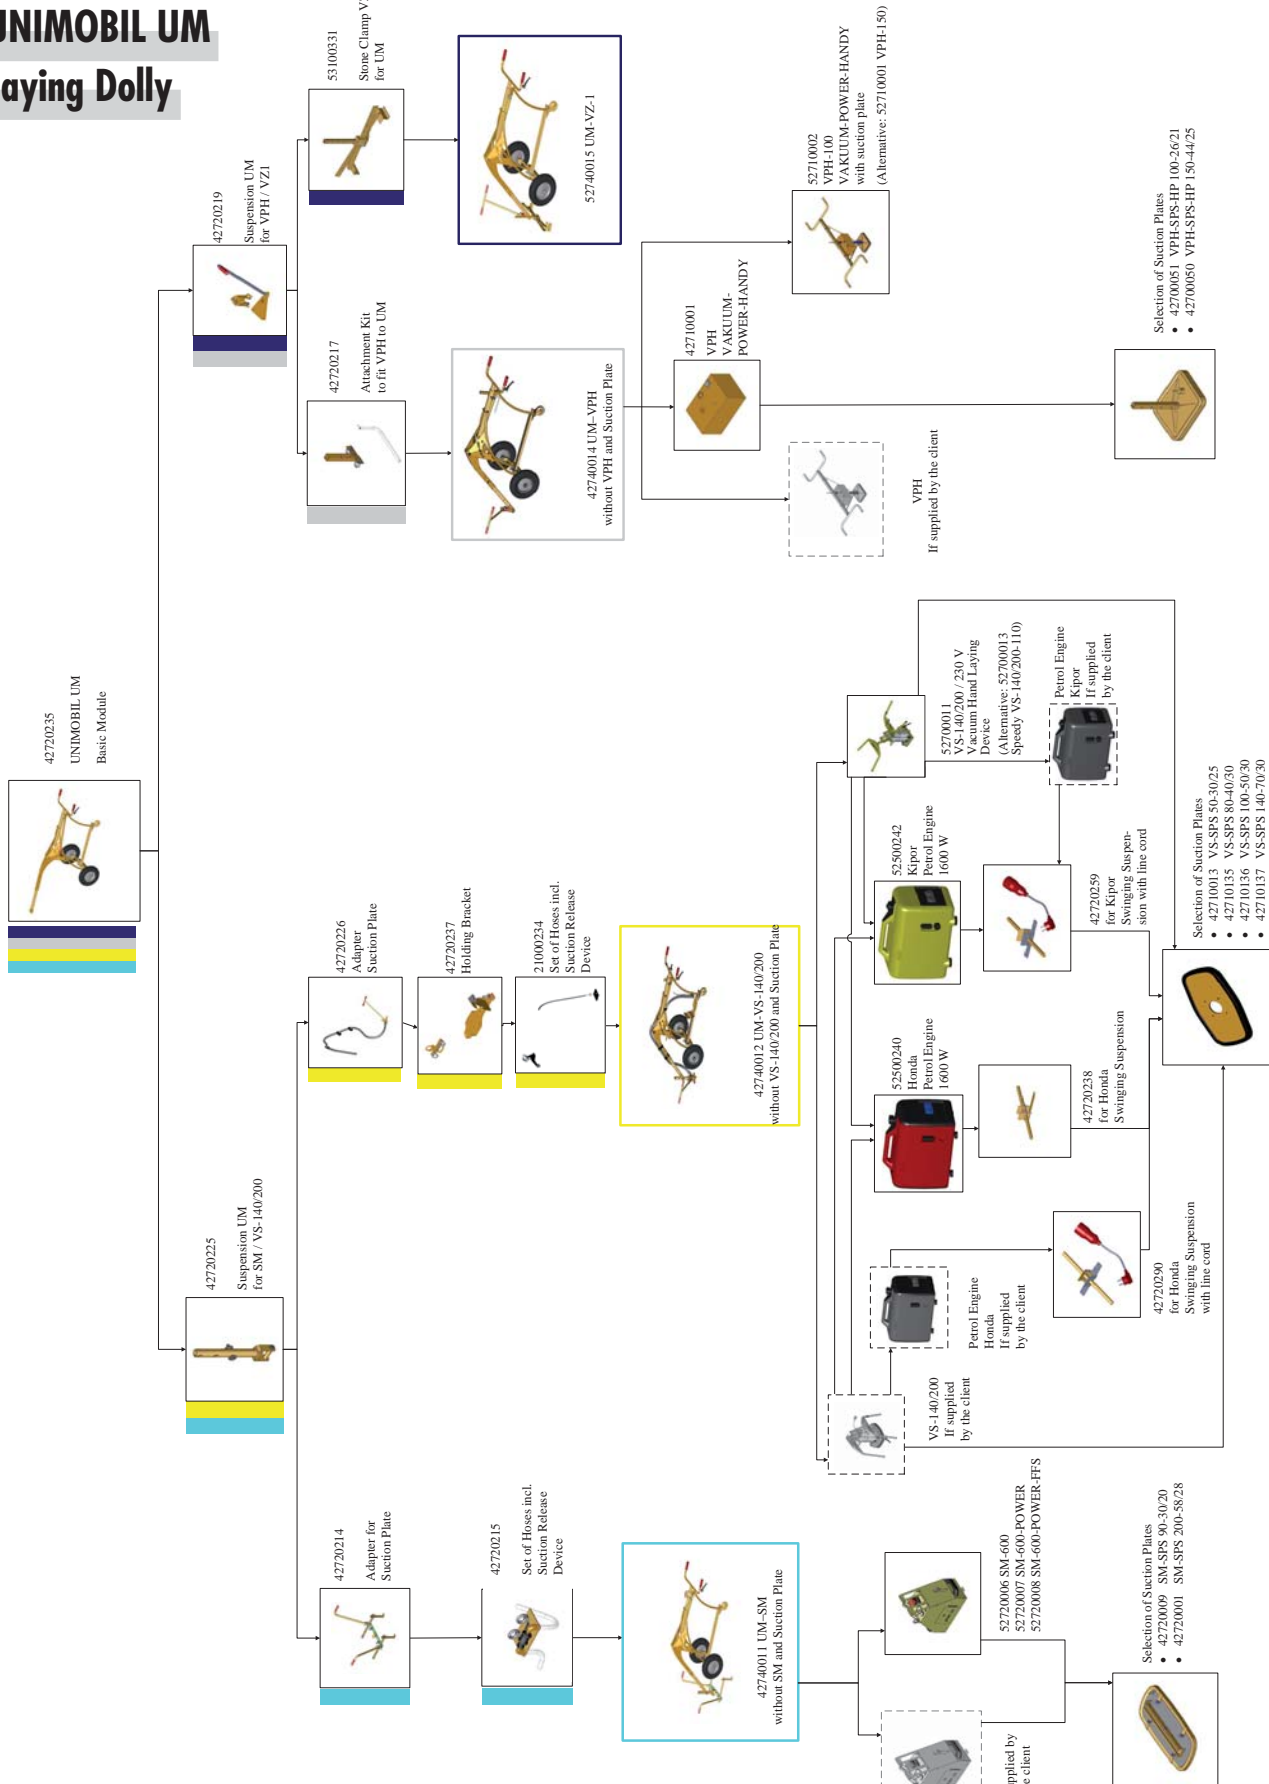 UNIMOBIL UM
aying Dolly
42720235
UNIMOBIL UM
Basic Module
42720219
Suspension UM
for VPH / VZ1
53100331
Stone Clamp
for UM
52740015 UM-VZ-1
42720217
Attachment Kit
to fit VPH to UM
42740014 UM–VPH
without VPH and Suction Plate
52710002
VPH-100
VAKUUM-POWER-HANDY
with suction plate
(Alternative: 52710001 VPH-150)
42710001
VPH
VAKUUM-
POWER-HANDY
VPH
If supplied by the client
Selection of Suction Plates
• 42700051 VPH-SPS-HP 100-26/21
• 42700050 VPH-SPS-HP 150-44/25
42720225
Suspension UM
for SM / VS-140/200
42720226
Adapter
Suction Plate
42720237
Holding Bracket
21000234
Set of Hoses incl.
Suction Release
Device
42740012 UM-VS-140/200
without VS-140/200 and Suction Plate
52700011
VS-140/200 / 230 V
Vacuum Hand Laying
Device
(Alternative: 52700013
Speedy VS-140/200-110)
Petrol Engine
Kipor
If supplied
by the client
52500242
Kipor
Petrol Engine
1600 W
42720259
for Kipor
Swinging Suspen-
sion with line cord
52500240
Honda
Petrol Engine
1600 W
42720238
for Honda
Swinging Suspension
Petrol Engine
Honda
If supplied
by the client
42720290
for Honda
Swinging Suspension
with line cord
VS-140/200
If supplied
by the client
Selection of Suction Plates
• 42710013 VS-SPS 50-30/25
• 42710135 VS-SPS 80-40/30
• 42710136 VS-SPS 100-50/30
• 42710137 VS-SPS 140-70/30
42720214
Adapter for
Suction Plate
42720215
Set of Hoses incl.
Suction Release
Device
42740011 UM–SM
without SM and Suction Plate
52720006 SM-600
52720007 SM-600-POWER
52720008 SM-600-POWER-FFS
pplied by
e client
Selection of Suction Plates
• 42720009 SM-SPS 90-30/20
• 42720001 SM-SPS 200-58/28